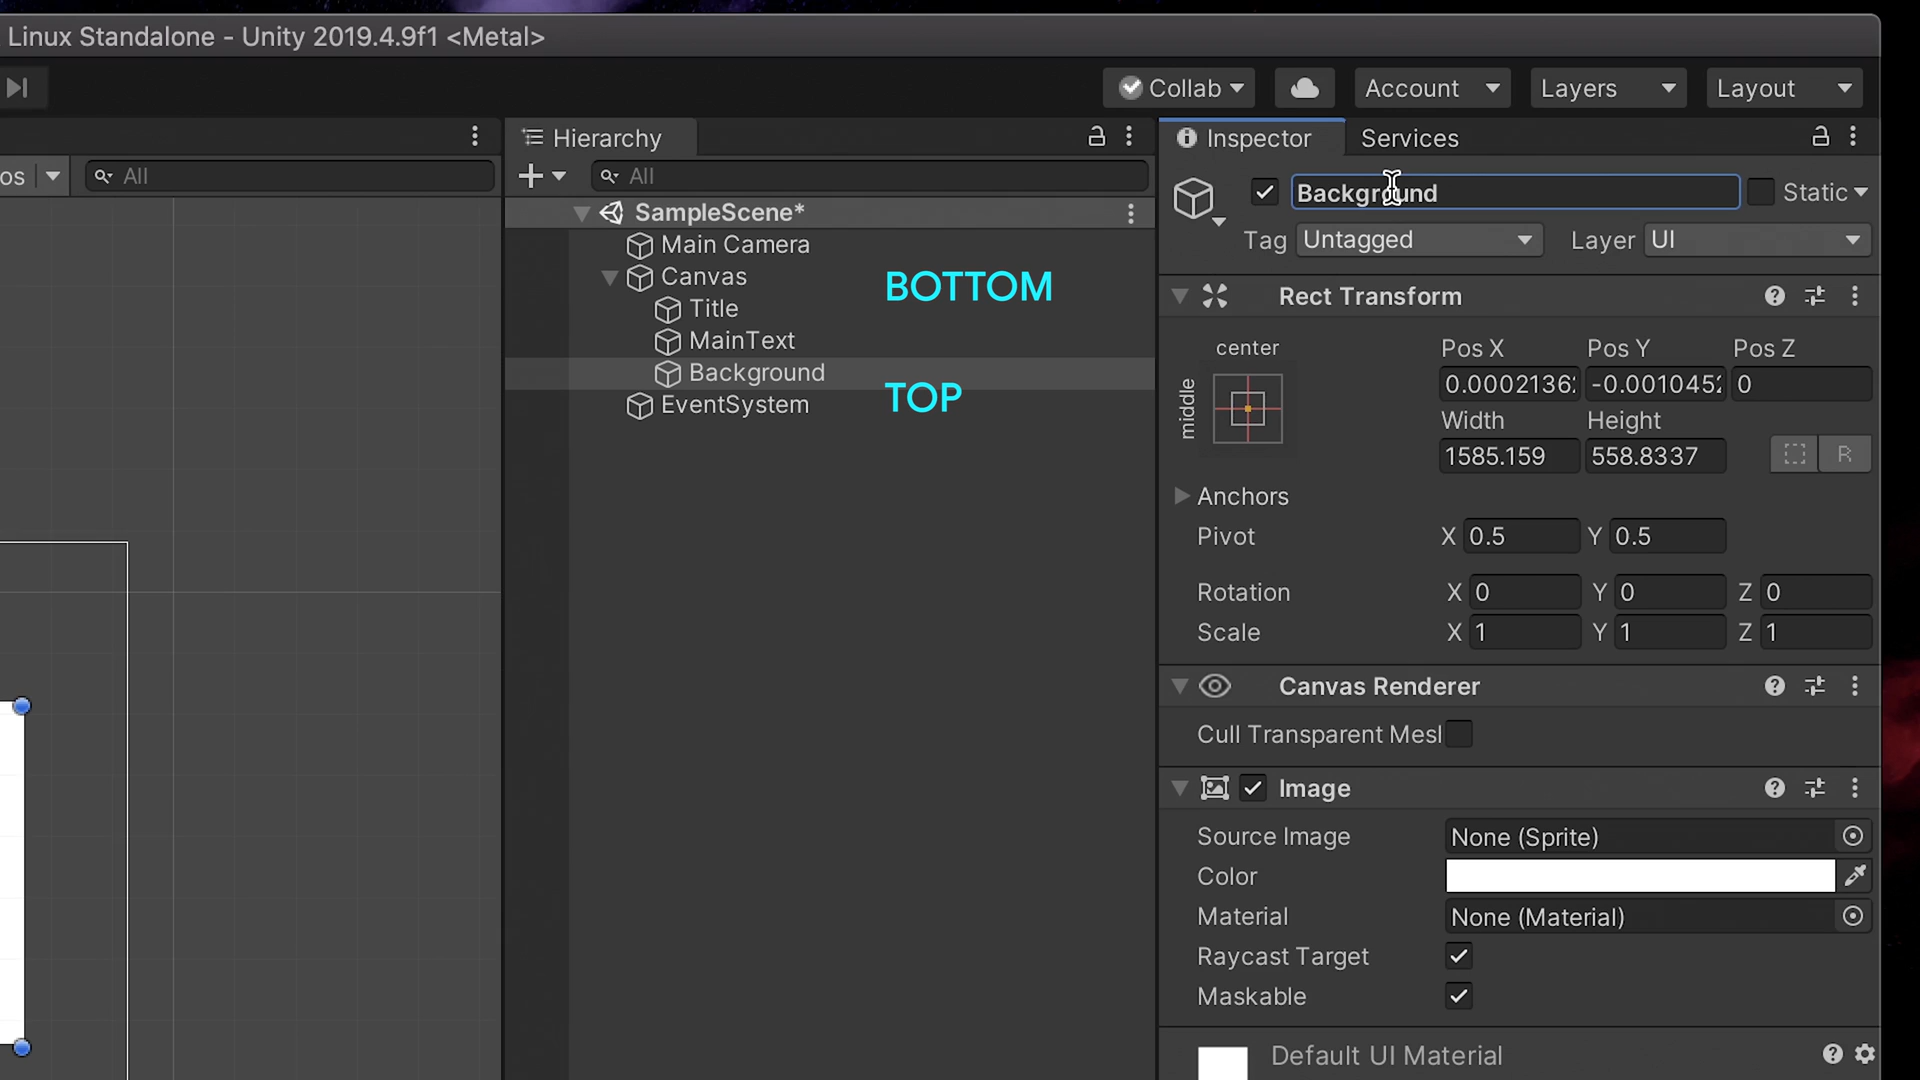 Linux Standalone - Unity 2019.4.9f1 <Metal>
Collab
Account
Layers
Layout
Hierarchy
Inspector
Services
os
All
All
Background
Static
Tag
Untagged
Layer
UI
SampleScene*
Main Camera
Canvas
Title
MainText
Background
EventSystem
BOTTOM
TOP
Rect Transform
center
middle
Pos X
Pos Y
Pos Z
0.00021362
-0.0010452
0
Width
Height
1585.159
558.8337
R
Anchors
Pivot
X 0.5
Y 0.5
Rotation
X 0
Y 0
Z 0
Scale
X 1
Y 1
Z 1
Canvas Renderer
Cull Transparent Mesl
Image
Source Image
None (Sprite)
Color
Material
None (Material)
Raycast Target
Maskable
Default UI Material